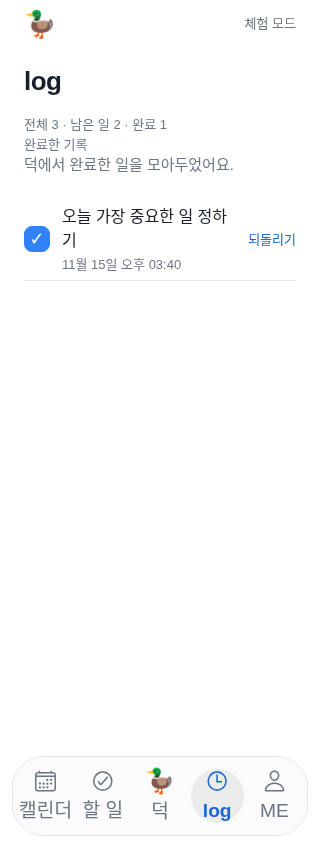 체험 모드
log
전체 3 · 남은 일 2 · 완료 1
완료한 기록
덕에서 완료한 일을 모아두었어요.
오늘 가장 중요한 일 정하
기
되돌리기
11월 15일 오후 03:40
캘린더 할 일 덕 log ME